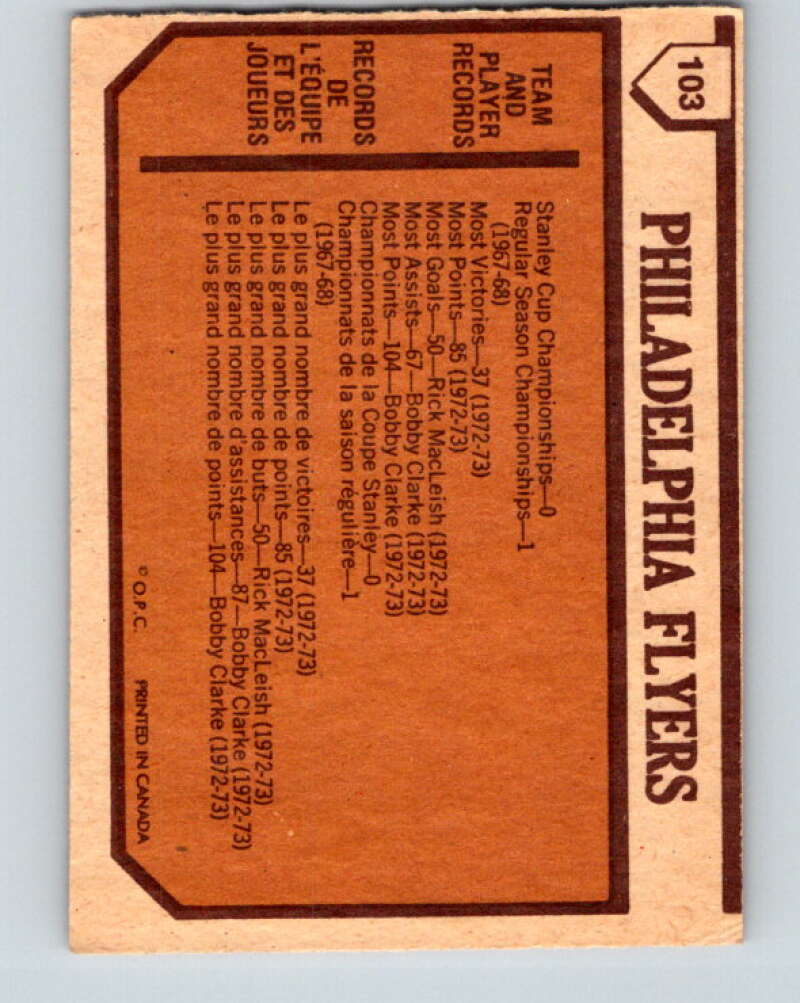 103
PHILADELPHIA FLYERS
TEAM
AND
PLAYER
RECORDS
Stanley Cup Championships—0
Regular Season Championships—1
(1967-68)
Most Victories—37 (1972-73)
Most Points—85 (1972-73)
Most Goals—50—Rick MacLeish (1972-73)
Most Assists—67—Bobby Clarke (1972-73)
Most Points—104—Bobby Clarke (1972-73)
RECORDS
DE
L'ÉQUIPE
ET DES
JOUEURS
Championnats de la Coupe Stanley—0
Championnats de la saison régulière—1
(1967-68)
Le plus grand nombre de victoires—37 (1972-73)
Le plus grand nombre de points—85 (1972-73)
Le plus grand nombre de buts—50—Rick MacLeish (1972-73)
Le plus grand nombre d'assistances—87—Bobby Clarke (1972-73)
Le plus grand nombre de points—104—Bobby Clarke (1972-73)
© O.P.C. PRINTED IN CANADA